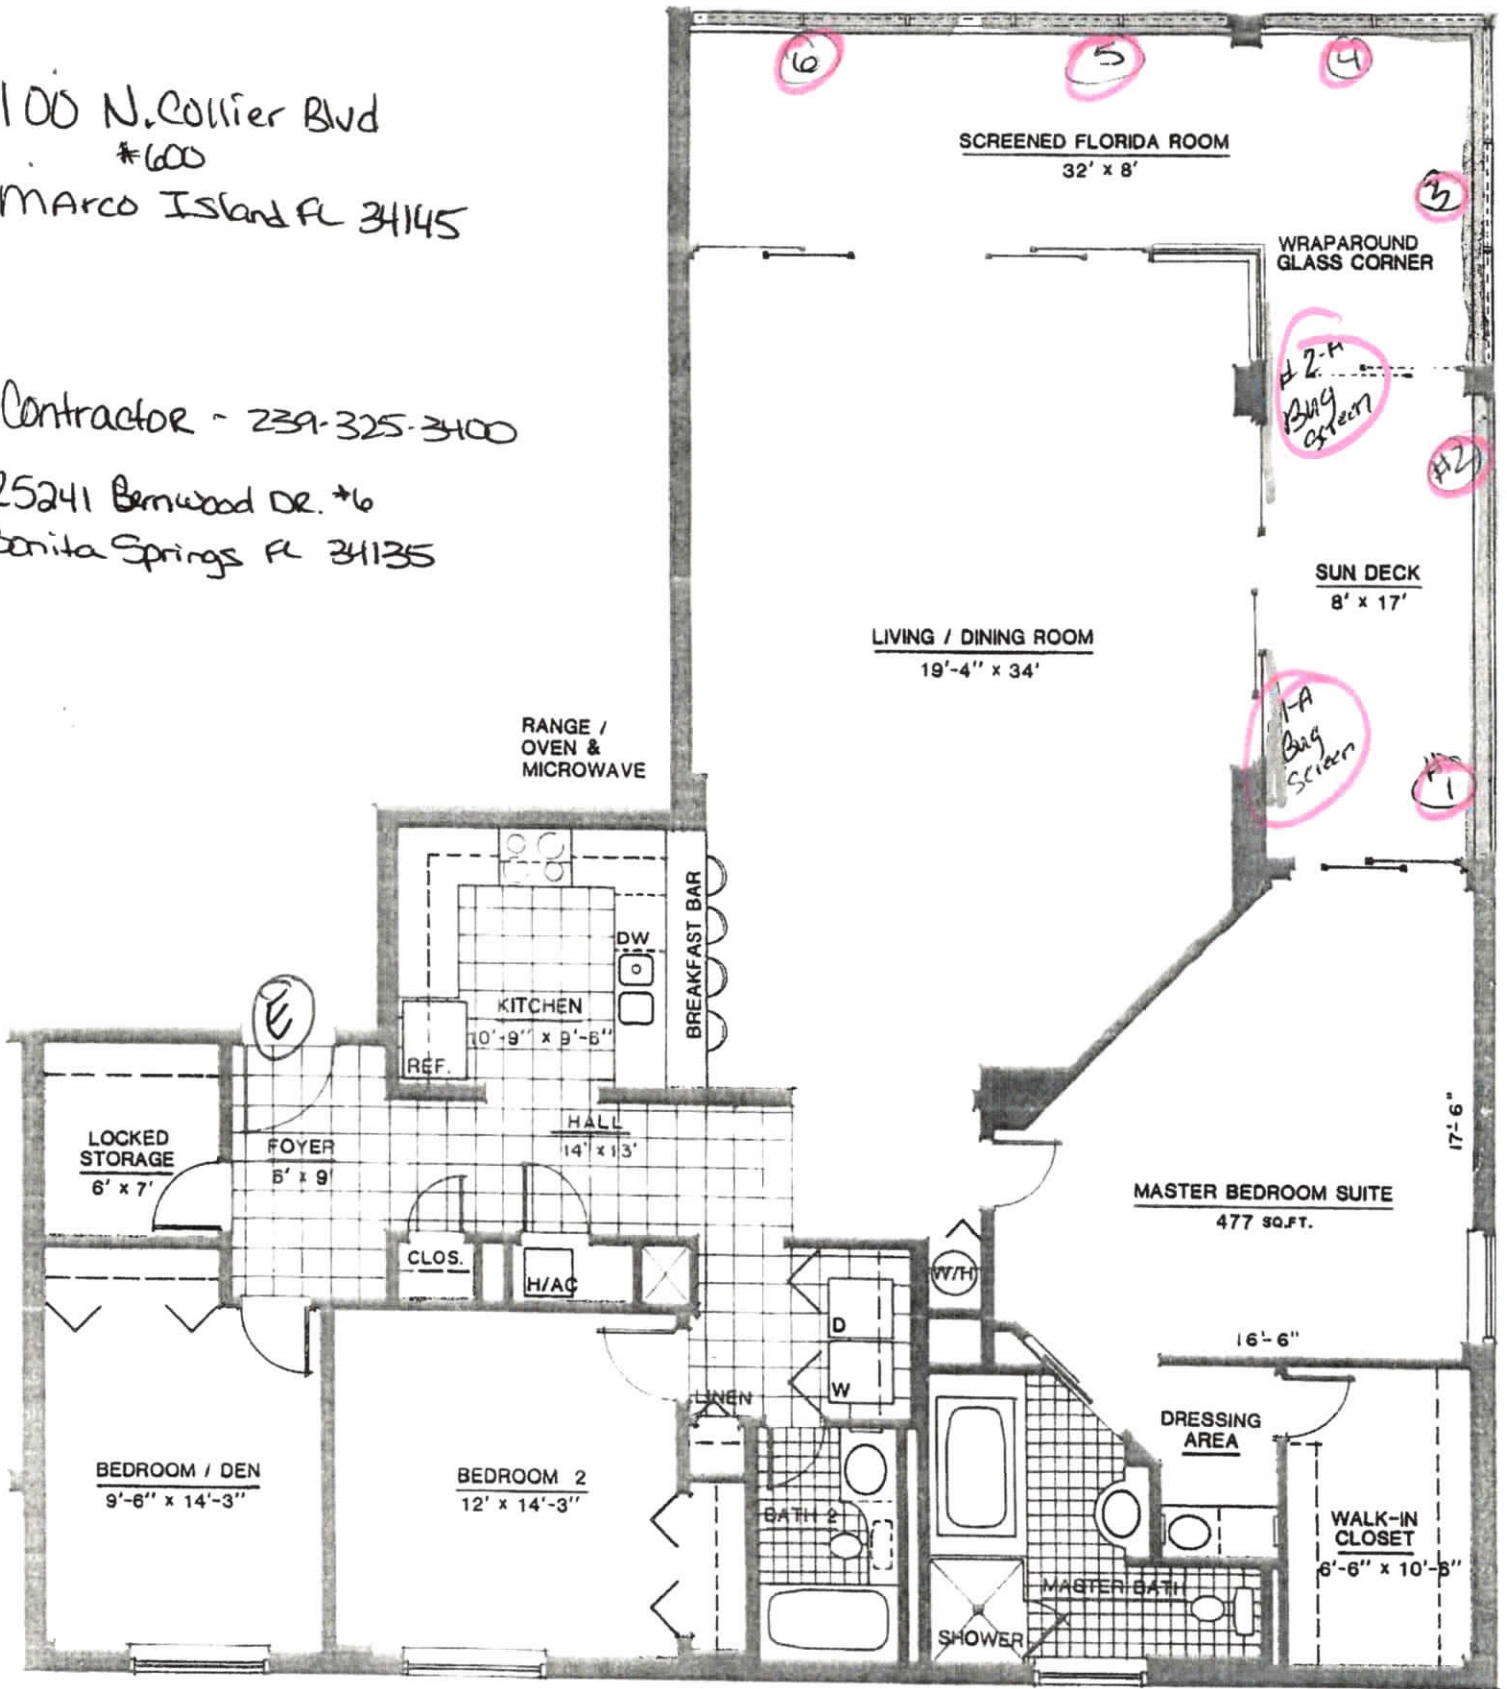 100 N. Collier Blvd
#600
Marco Island FL 34145
Contractor - 239-325-3400
25241 Bernwood DR. #6
Bonita Springs FL 34135
6
5
4
SCREENED FLORIDA ROOM
32' x 8'
3
WRAPAROUND
GLASS CORNER
#2-A
Bug
Screen
#2
SUN DECK
8' x 17'
LIVING / DINING ROOM
19'-4" x 34'
1-A
Bug
Screen
#1
RANGE /
OVEN &
MICROWAVE
BREAKFAST BAR
DW
KITCHEN
10'-9" x 9'-6"
REF.
E
LOCKED
STORAGE
6' x 7'
FOYER
6' x 9'
HALL
14' x 13'
17'-6"
MASTER BEDROOM SUITE
477 SQ.FT.
CLOS.
H/AC
W/H
D
W
16'-6"
LINEN
DRESSING
AREA
BEDROOM / DEN
9'-6" x 14'-3"
BEDROOM 2
12' x 14'-3"
BATH 2
WALK-IN
CLOSET
6'-6" x 10'-6"
MASTER BATH
SHOWER